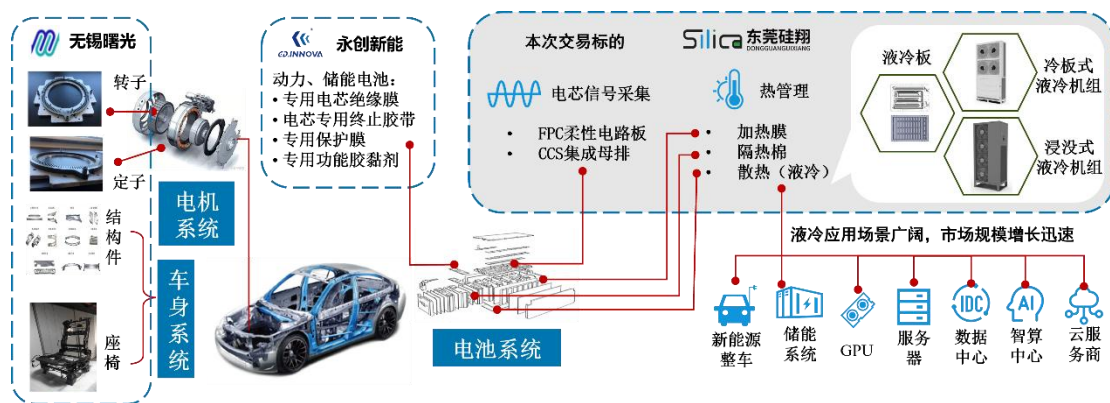 无锡曙光
转子
定子
结构件
座椅
电机
系统
车身系统
GD.INNOVA
永创新能
动力、储能电池：
• 专用电芯绝缘膜
• 电芯专用终止胶带
• 专用保护膜
• 专用功能胶黏剂
本次交易标的
Silica
东莞硅翔
DONGGUANGUIXIANG
电芯信号采集
• FPC柔性电路板
• CCS集成母排
热管理
• 加热膜
• 隔热棉
• 散热（液冷）
液冷板
冷板式
液冷机组
浸没式
液冷机组
电池系统
液冷应用场景广阔，市场规模增长迅速
新能源
整车
储能
系统
GPU
服务
器
IDC
数据
中心
AI
智算
中心
云服
务商